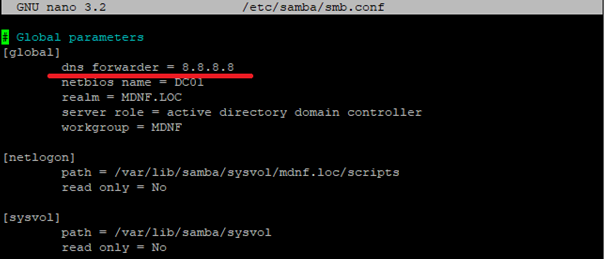 GNU nano 3.2 /etc/samba/smb.conf
# Global parameters
[global]
dns forwarder = 8.8.8.8
netbios name = DC01
realm = MDNF.LOC
server role = active directory domain controller
workgroup = MDNF
[netlogon]
path = /var/lib/samba/sysvol/mdnf.loc/scripts
read only = No
[sysvol]
path = /var/lib/samba/sysvol
read only = No